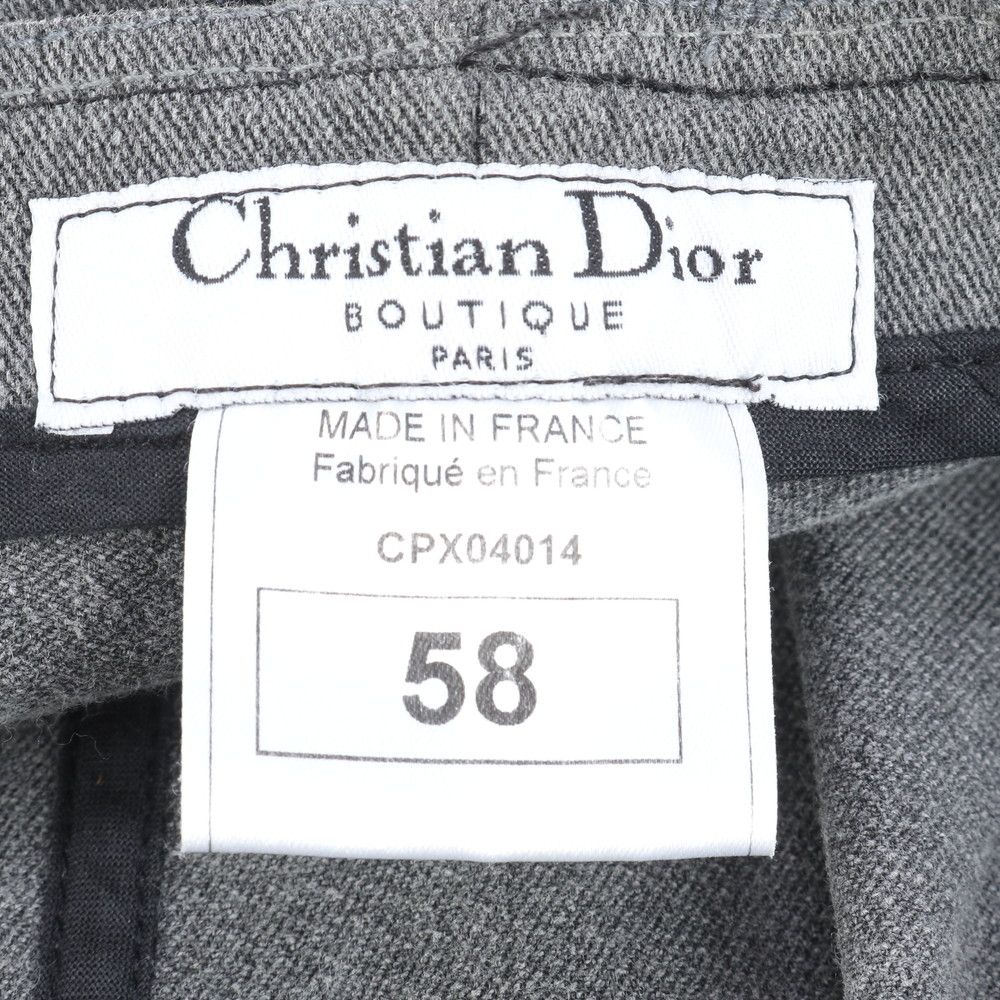 Christian Dior
BOUTIQUE
PARIS
MADE IN FRANCE
Fabriqué en France
CPX04014
58